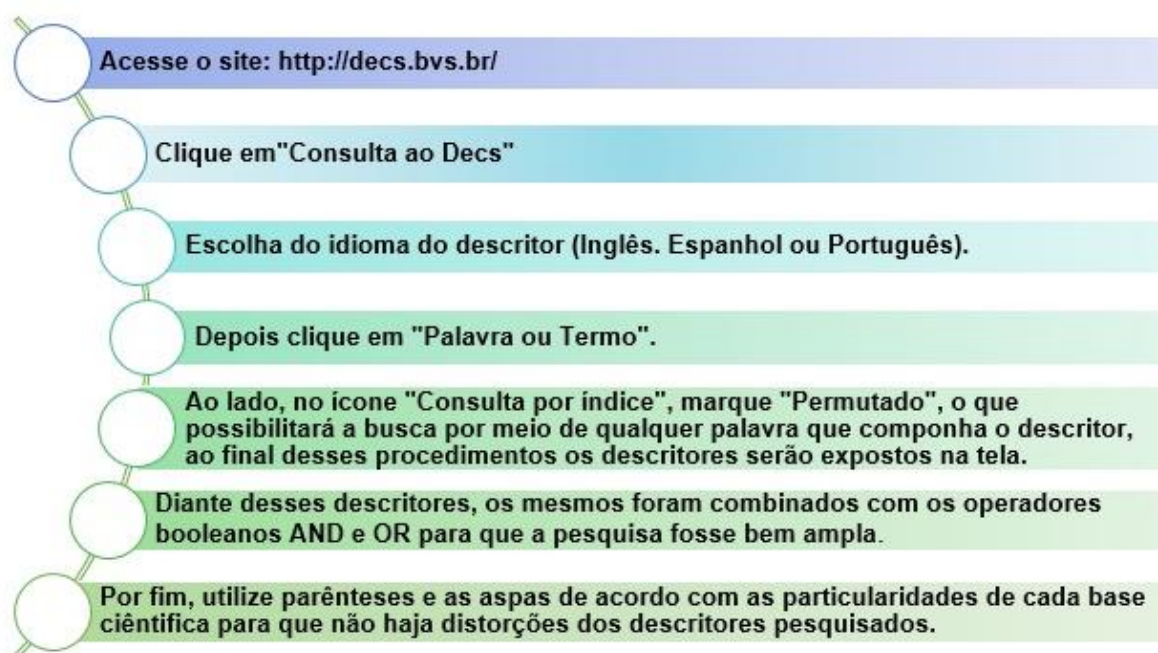 Acesse o site: http://decs.bvs.br/
Clique em"Consulta ao Decs"
Escolha do idioma do descritor (Inglês. Espanhol ou Português).
Depois clique em "Palavra ou Termo".
Ao lado, no ícone "Consulta por índice", marque "Permutado", o que
possibilitará a busca por meio de qualquer palavra que componha o descritor,
ao final desses procedimentos os descritores serão expostos na tela.
Diante desses descritores, os mesmos foram combinados com os operadores
booleanos AND e OR para que a pesquisa fosse bem ampla.
Por fim, utilize parênteses e as aspas de acordo com as particularidades de cada base
ciêntifica para que não haja distorções dos descritores pesquisados.